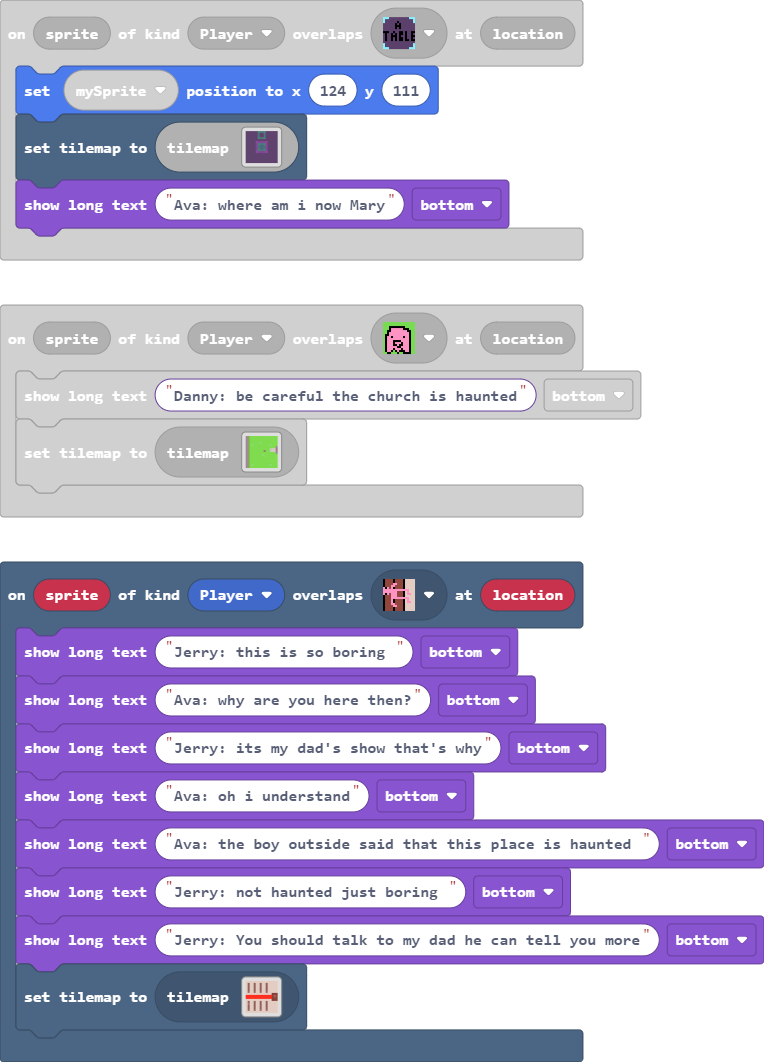 on sprite of kind Player overlaps A TABLE at location
set mySprite position to x 124 y 111
set tilemap to tilemap
show long text "Ava: where am i now Mary" bottom
on sprite of kind Player overlaps at location
show long text "Danny: be careful the church is haunted" bottom
set tilemap to tilemap
on sprite of kind Player overlaps at location
show long text "Jerry: this is so boring " bottom
show long text "Ava: why are you here then?" bottom
show long text "Jerry: its my dad's show that's why" bottom
show long text "Ava: oh i understand" bottom
show long text "Ava: the boy outside said that this place is haunted " bottom
show long text "Jerry: not haunted just boring " bottom
show long text "Jerry: You should talk to my dad he can tell you more" bottom
set tilemap to tilemap